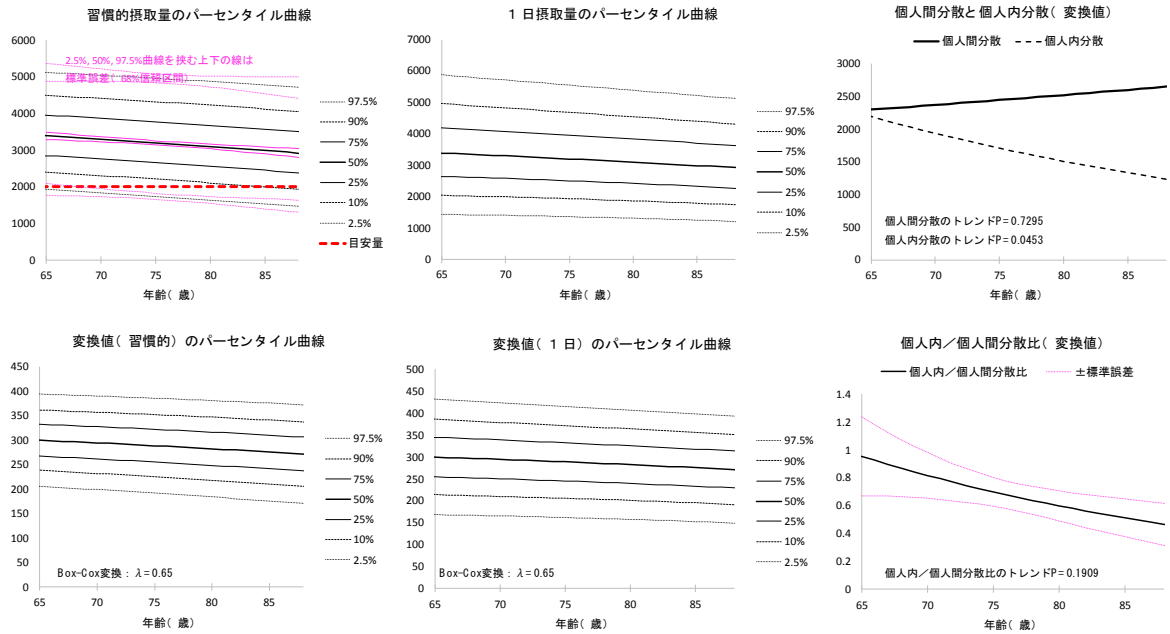 習慣的摂取量のパーセンタイル曲線
6000
5000
4000
3000
2000
1000
0
2.5%, 50%, 97.5%曲線を挟む上下の線は
標準誤差( 68%信頼区間)
97.5%
90%
75%
50%
25%
10%
2.5%
目安量
65 70 75 80 85
年齢( 歳)
1 日摂取量のパーセンタイル曲線
7000
6000
5000
4000
3000
2000
1000
0
97.5%
90%
75%
50%
25%
10%
2.5%
65 70 75 80 85
年齢( 歳)
個人間分散と個人内分散( 変換値)
個人間分散 個人内分散
3000
2500
2000
1500
1000
500
0
個人間分散のトレンドP=0.7295
個人内分散のトレンドP=0.0453
65 70 75 80 85
年齢( 歳)
変換値( 習慣的) のパーセンタイル曲線
450
400
350
300
250
200
150
100
50
0
97.5%
90%
75%
50%
25%
10%
2.5%
Box-Cox変換: λ=0.65
65 70 75 80 85
年齢( 歳)
変換値( 1 日) のパーセンタイル曲線
500
450
400
350
300
250
200
150
100
50
0
97.5%
90%
75%
50%
25%
10%
2.5%
Box-Cox変換: λ=0.65
65 70 75 80 85
年齢( 歳)
個人内/個人間分散比( 変換値)
個人内/個人間分散比 ±標準誤差
1.4
1.2
1
0.8
0.6
0.4
0.2
0
個人内/個人間分散比のトレンドP=0.1909
65 70 75 80 85
年齢( 歳)